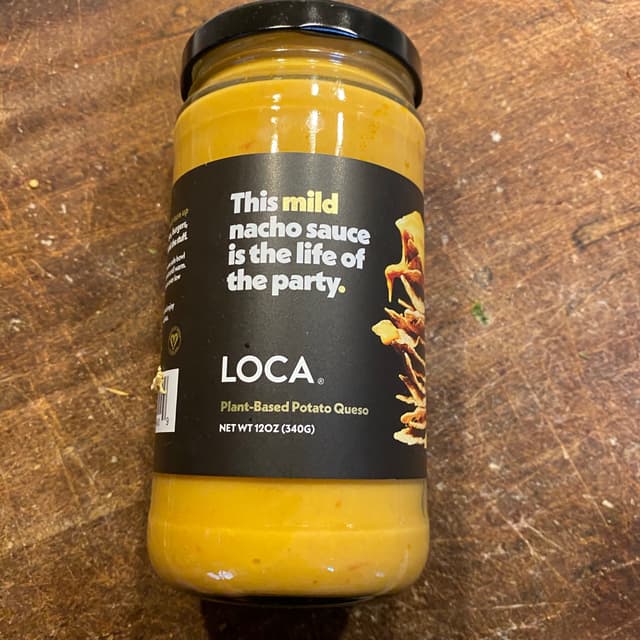 This mild
nacho sauce
is the life of
the party.
LOCA®
Plant-Based Potato Queso
NET WT 12OZ (340G)